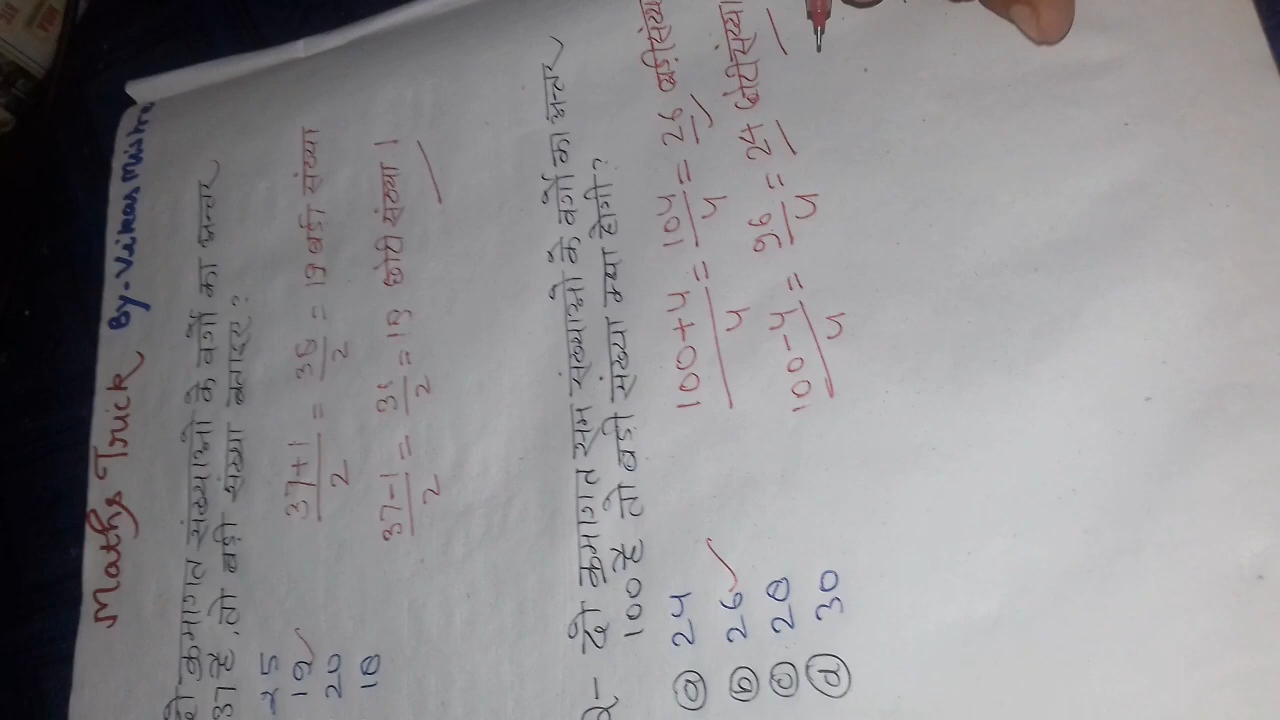 Maths Trick By-Vikas Mishra
दो क्रमागत संख्याओ के वर्गो का अन्तर
37 है, तो बड़ी संख्या बताइए?
25
19 ✓
20
18
37+1/2 = 38/2 = 19 बड़ी संख्या
37-1/2 = 36/2 = 18 छोटी संख्या ।
2- दो क्रमागत सम संख्याओ के वर्गो का अन्तर
100 है तो बड़ी संख्या क्या होगी?
(a) 24
(b) 26 ✓
(c) 28
(d) 30
100+4/4 = 104/4 = 26 बड़ी संख्या
100-4/4 = 96/4 = 24 छोटी संख्या